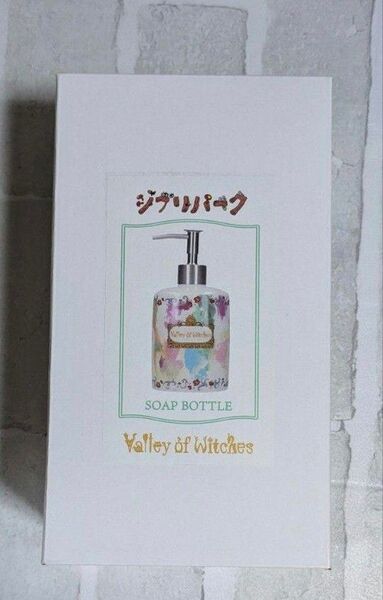 ジブリパーク
Valley of Witches
SOAP BOTTLE
Valley of Witches